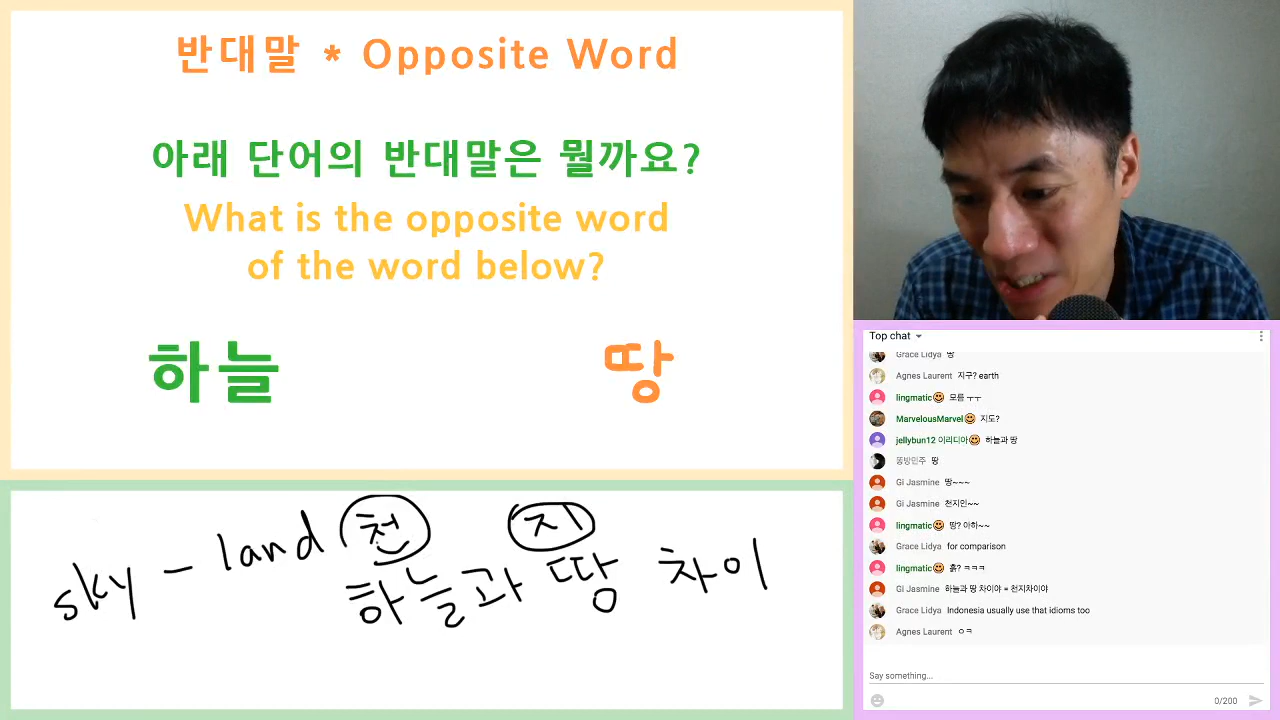 반대말 * Opposite Word
아래 단어의 반대말은 뭘까요?
What is the opposite word
of the word below?
하늘 땅
sky - land 천 지
하늘과 땅 차이
Top chat
Grace Lidya 땅
Agnes Laurent 지구? earth
lingmatic 모름 ㅜㅜ
MarvelousMarvel 지도?
jellybun12 이리디아 하늘과 땅
뚱방민주 땅
Gi Jasmine 땅~~~
Gi Jasmine 천지인~~
lingmatic 땅? 아하~~
Grace Lidya for comparison
lingmatic 흙? ㅋㅋㅋ
Gi Jasmine 하늘과 땅 차이야 = 천지차이야
Grace Lidya Indonesia usually use that idioms too
Agnes Laurent ㅇㅋ
Say something...
0/200